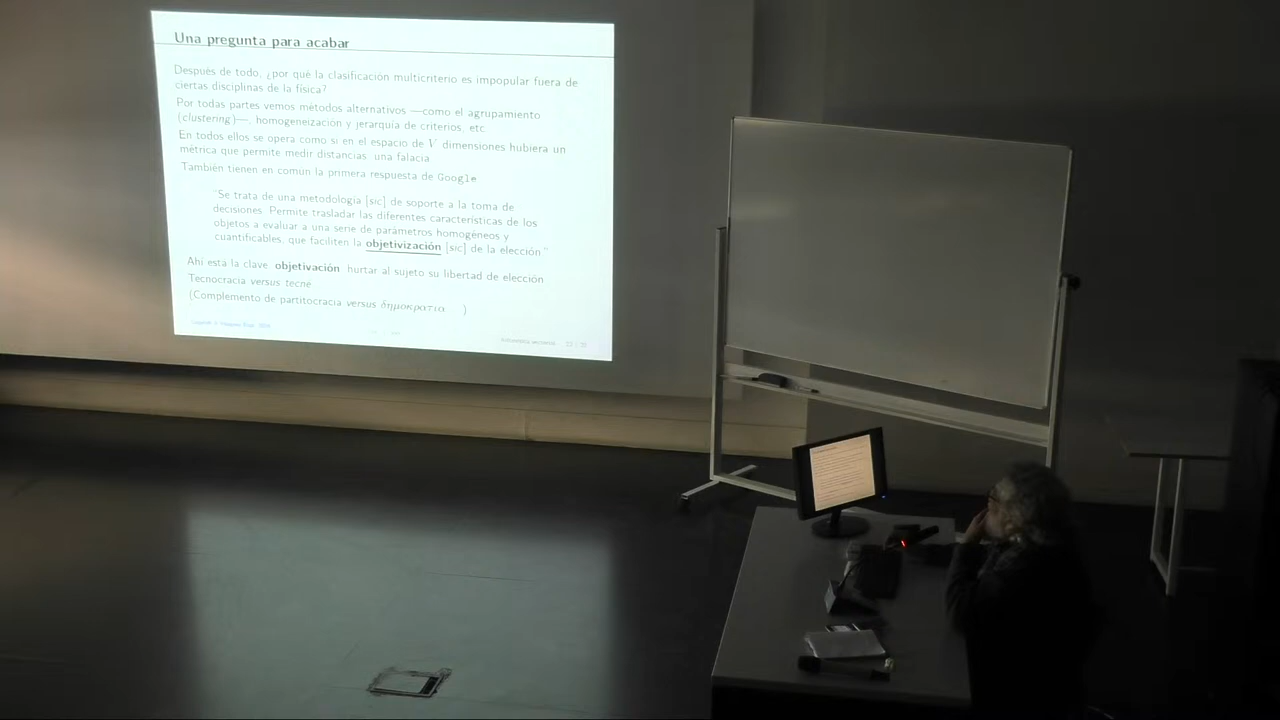 Una pregunta para acabar
Después de todo, ¿por qué la clasificación multicriterio es impopular fuera de
ciertas disciplinas de la física?
Por todas partes vemos métodos alternativos —como el agrupamiento
(clustering)—, homogeneización y jerarquía de criterios, etc.
En todos ellos se opera como si en el espacio de V dimensiones hubiera un
métrica que permite medir distancias: una falacia
También tienen en común la primera respuesta de Google
"Se trata de una metodología [sic] de soporte a la toma de
decisiones. Permite trasladar las diferentes características de los
objetos a evaluar a una serie de parámetros homogéneos y
cuantificables, que faciliten la objetivización [sic] de la elección."
Ahí está la clave: objetivación: hurtar al sujeto su libertad de elección
Tecnocracia versus tecne
(Complemento de partitocracia versus δημοκρατια )